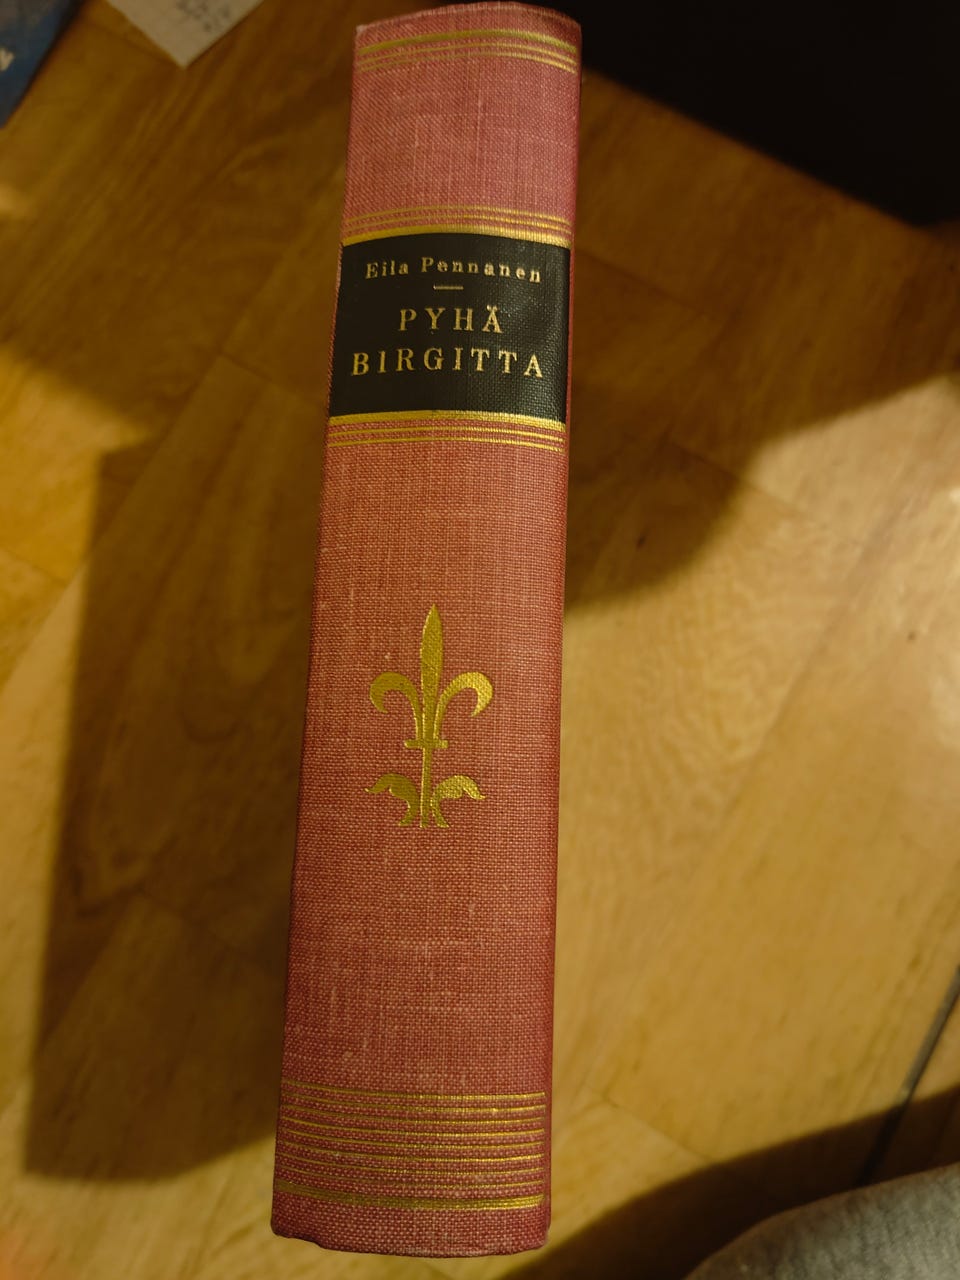 Eila Pennanen
PYHÄ
BIRGITTA